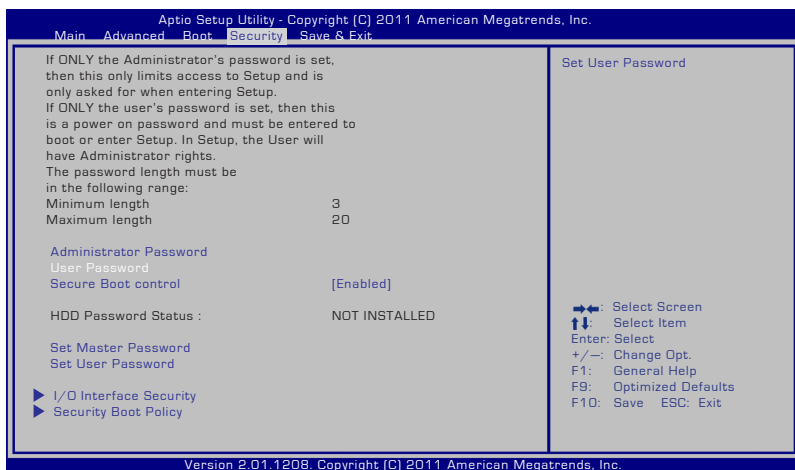 Aptio Setup Utility - Copyright (C) 2011 American Megatrends, Inc.
Main Advanced Boot Security Save & Exit
If ONLY the Administrator's password is set,
then this only limits access to Setup and is
only asked for when entering Setup.
If ONLY the user's password is set, then this
is a power on password and must be entered to
boot or enter Setup. In Setup, the User will
have Administrator rights.
The password length must be
in the following range:
Minimum length 3
Maximum length 20
Administrator Password
User Password
Secure Boot control [Enabled]
HDD Password Status : NOT INSTALLED
Set Master Password
Set User Password
I/O Interface Security
Security Boot Policy
Set User Password
→←: Select Screen
↑↓: Select Item
Enter: Select
+/—: Change Opt.
F1: General Help
F9: Optimized Defaults
F10: Save ESC: Exit
Version 2.01.1208. Copyright (C) 2011 American Megatrends, Inc.